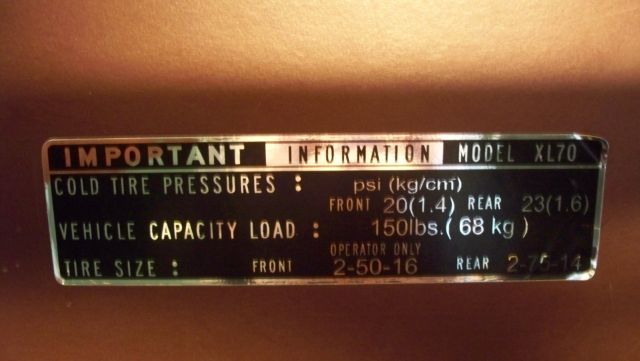 IMPORTANT INFORMATION MODEL XL70
COLD TIRE PRESSURES : psi (kg/cm)
FRONT 20(1.4) REAR 23(1.6)
VEHICLE CAPACITY LOAD : 150lbs.( 68 kg )
OPERATOR ONLY
TIRE SIZE : FRONT 2-50-16 REAR 2-75-14